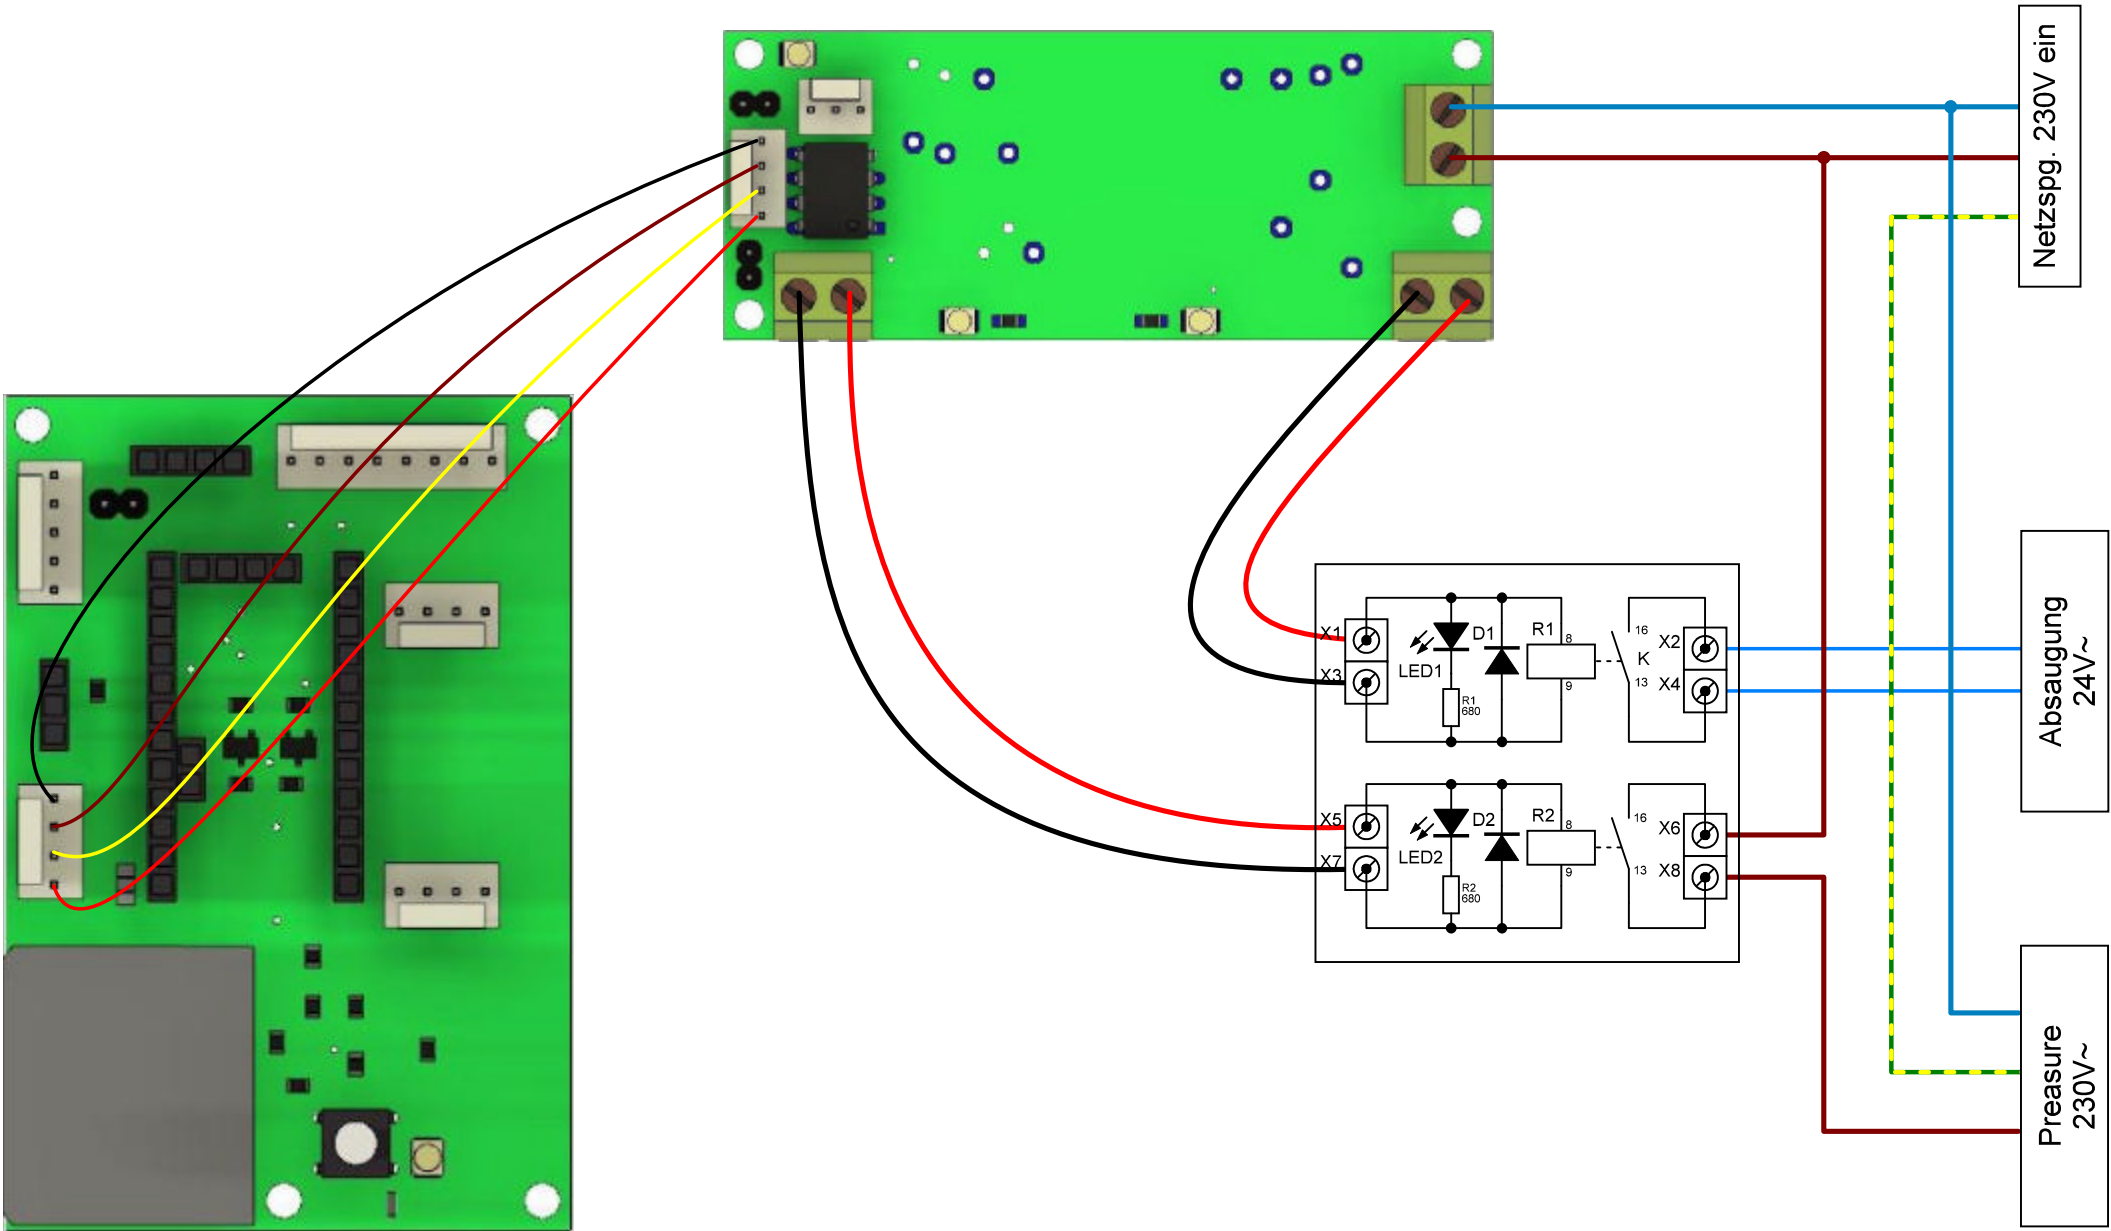 Netzspg. 230V ein
X1
X3
LED1
D1
R1
680
R1
8
9
16
K
13
X2
X4
Absaugung
24V~
X5
X7
LED2
D2
R2
680
R2
8
9
16
13
X6
X8
Preasure
230V~